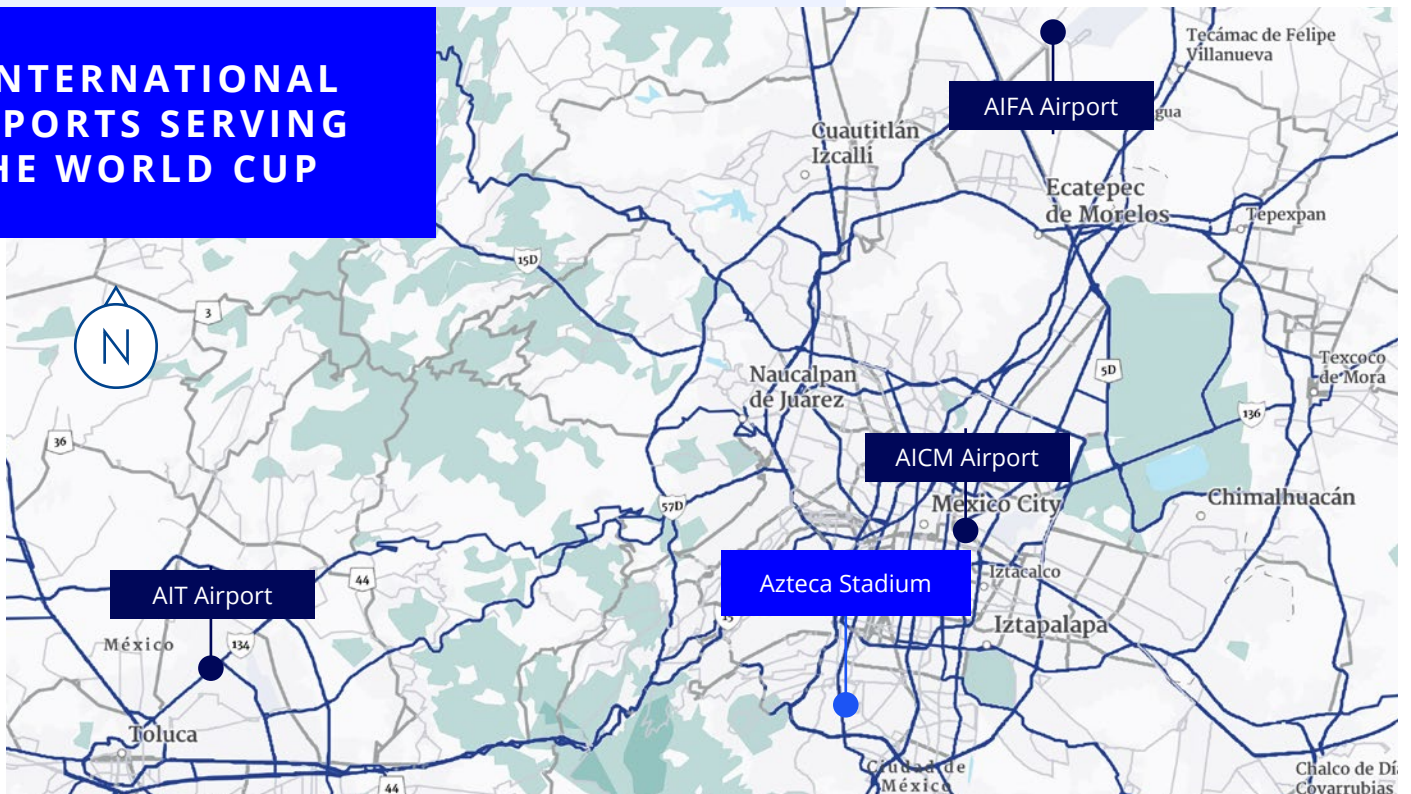 NTERNATIONAL
PORTS SERVING
HE WORLD CUP
Tecámac de Felipe
Villanueva
AIFA Airport
gua
Cuautitlán
Izcalli
Ecatepec
de Morelos
Tepexpan
15D
3
N
Texcoco
de Mora
5D
Naucalpan
de Juárez
136
36
AICM Airport
Mexico City
Chimalhuacán
57D
Azteca Stadium
Iztacalco
44
AIT Airport
Iztapalapa
México
134
Toluca
Ciudad de
México
Chalco de Día
Covarrubias
44